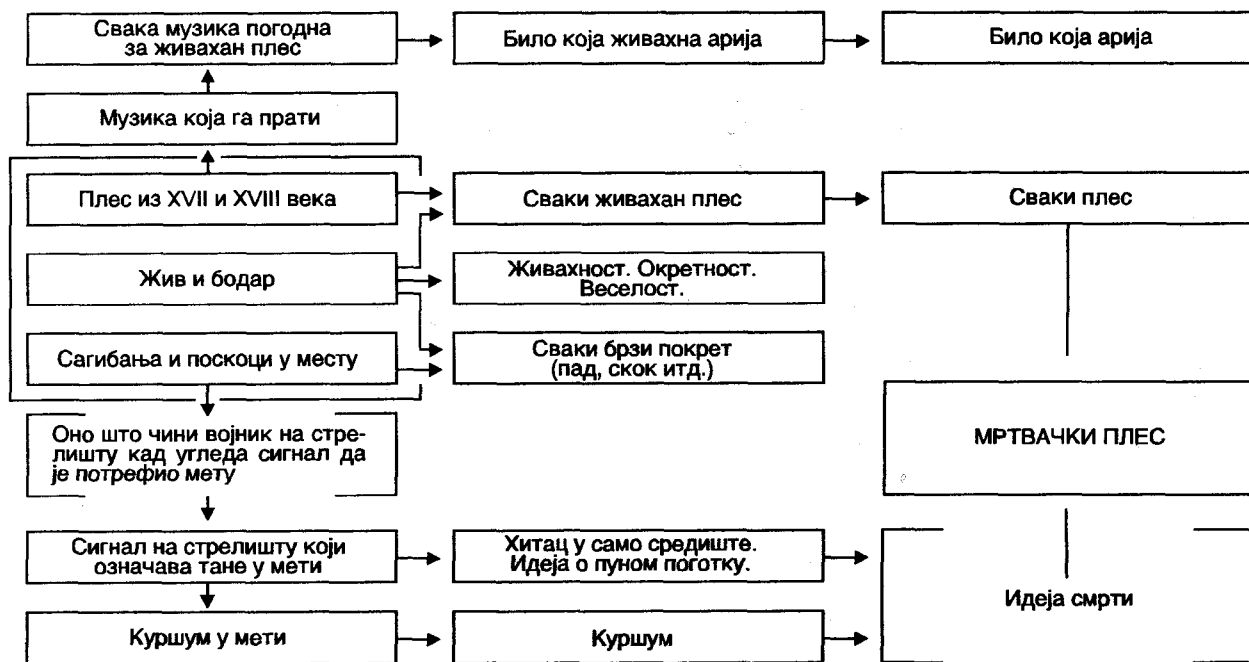 Свака музика погодна
за живахан плес
Било која живахна арија
Било која арија
Музика која га прати
Плес из XVII и XVIII века
Сваки живахан плес
Сваки плес
Жив и бодар
Живахност. Окретност.
Веселост.
Сагибања и поскоци у месту
Сваки брзи покрет
(пад, скок итд.)
Оно што чини војник на стре-
лишту кад угледа сигнал да
је потрефио мету
МРТВАЧКИ ПЛЕС
Сигнал на стрелишту који
означава тане у мети
Хитац у само средиште.
Идеја о пуном поготку.
Идеја смрти
Куршум у мети
Куршум